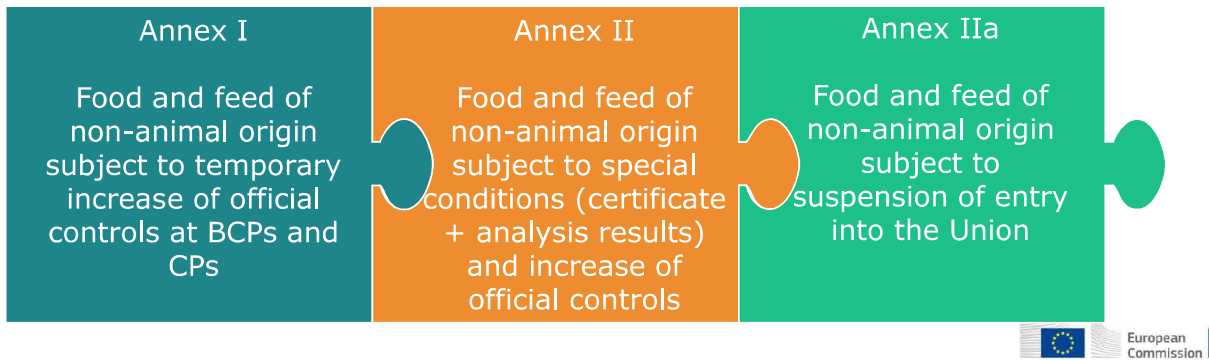 Annex I
Food and feed of
non-animal origin
subject to temporary
increase of official
controls at BCPs and
CPs
Annex II
Food and feed of
non-animal origin
subject to special
conditions (certificate
+ analysis results)
and increase of
official controls
Annex IIa
Food and feed of
non-animal origin
subject to
suspension of entry
into the Union
European
Commission